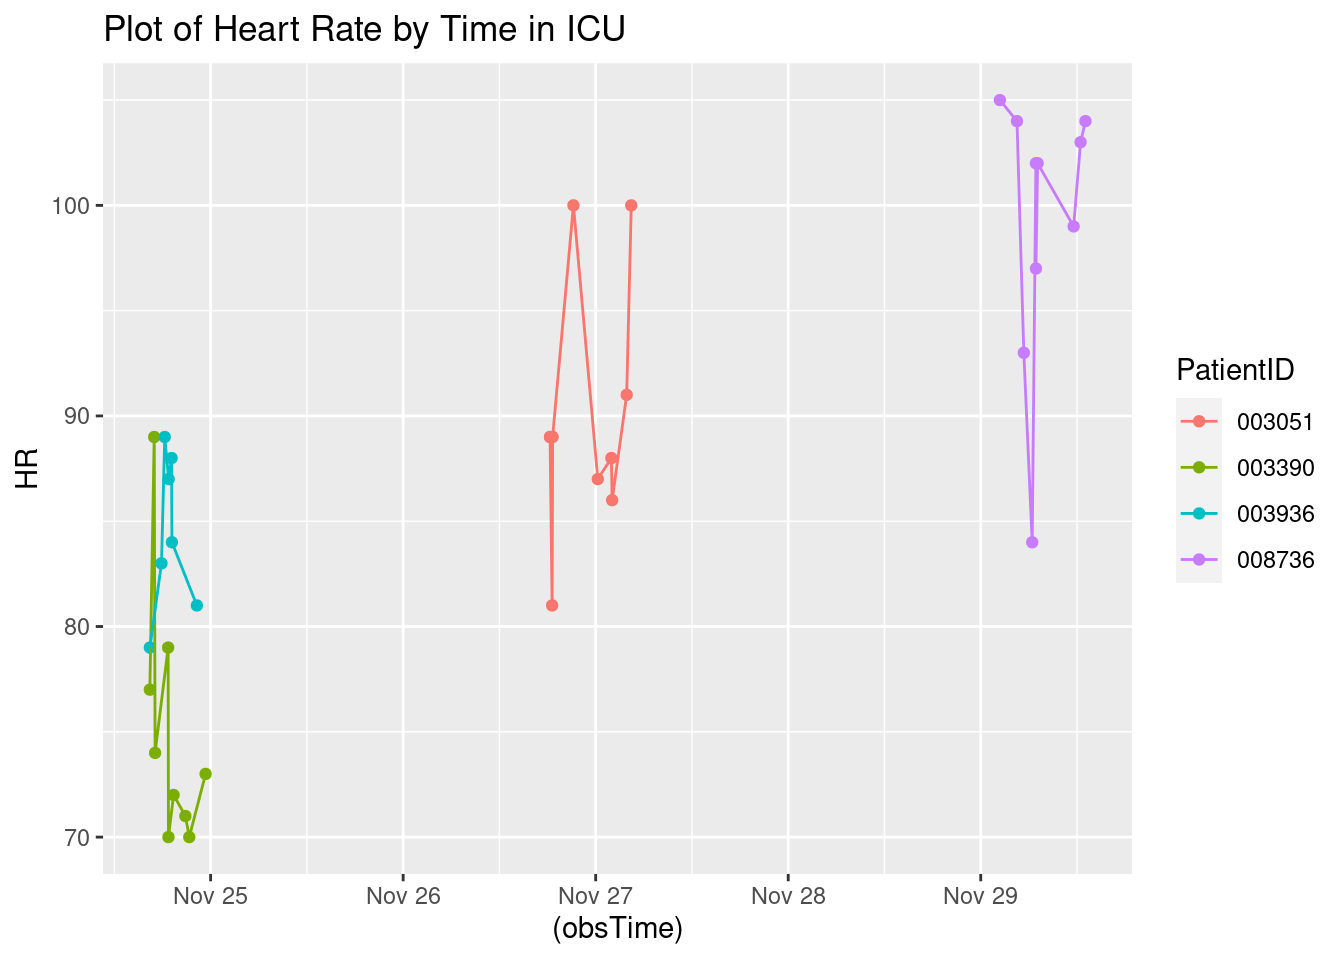 Plot of Heart Rate by Time in ICU
100
90
80
70
HR
Nov 25
Nov 26
Nov 27
Nov 28
Nov 29
(obsTime)
PatientID
003051
003390
003936
008736